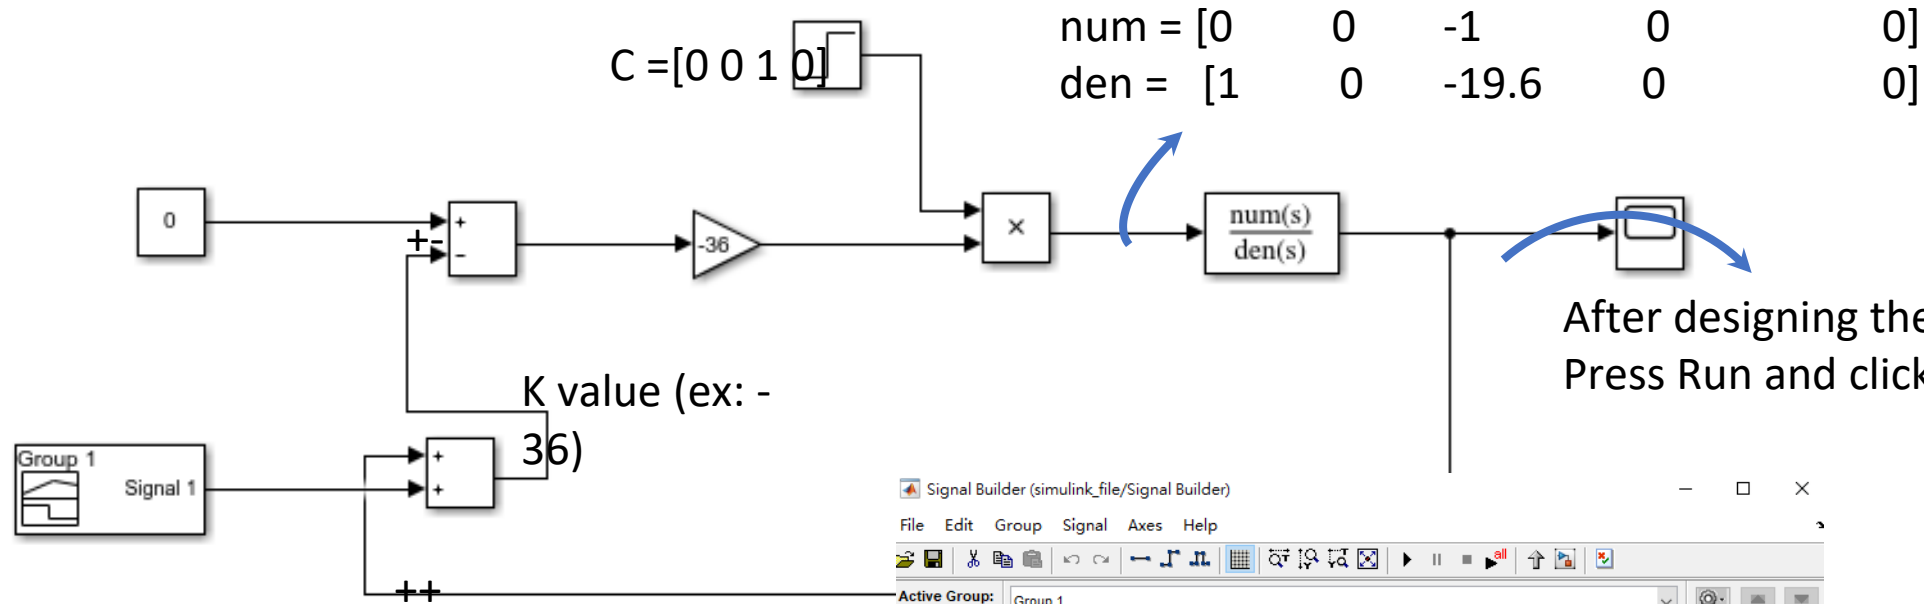 num = [0 0 -1 0 0]
C =[0 0 1 0]
den = [1 0 -19.6 0 0]
0
+
+-
-
-36
×
num(s)
den(s)
After designing the
Press Run and click
K value (ex: -
36)
Group 1
Signal 1
+
+
++
Signal Builder (simulink_file/Signal Builder)
File Edit Group Signal Axes Help
all
Active Group: Group 1